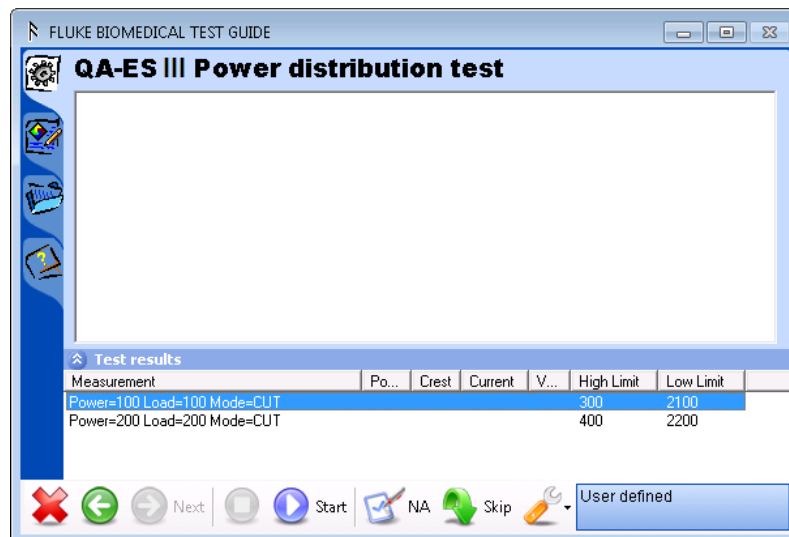 FLUKE BIOMEDICAL TEST GUIDE
QA-ES III Power distribution test
Test results
Measurement Po... Crest Current V... High Limit Low Limit
Power=100 Load=100 Mode=CUT 300 2100
Power=200 Load=200 Mode=CUT 400 2200
Next Start NA Skip User defined